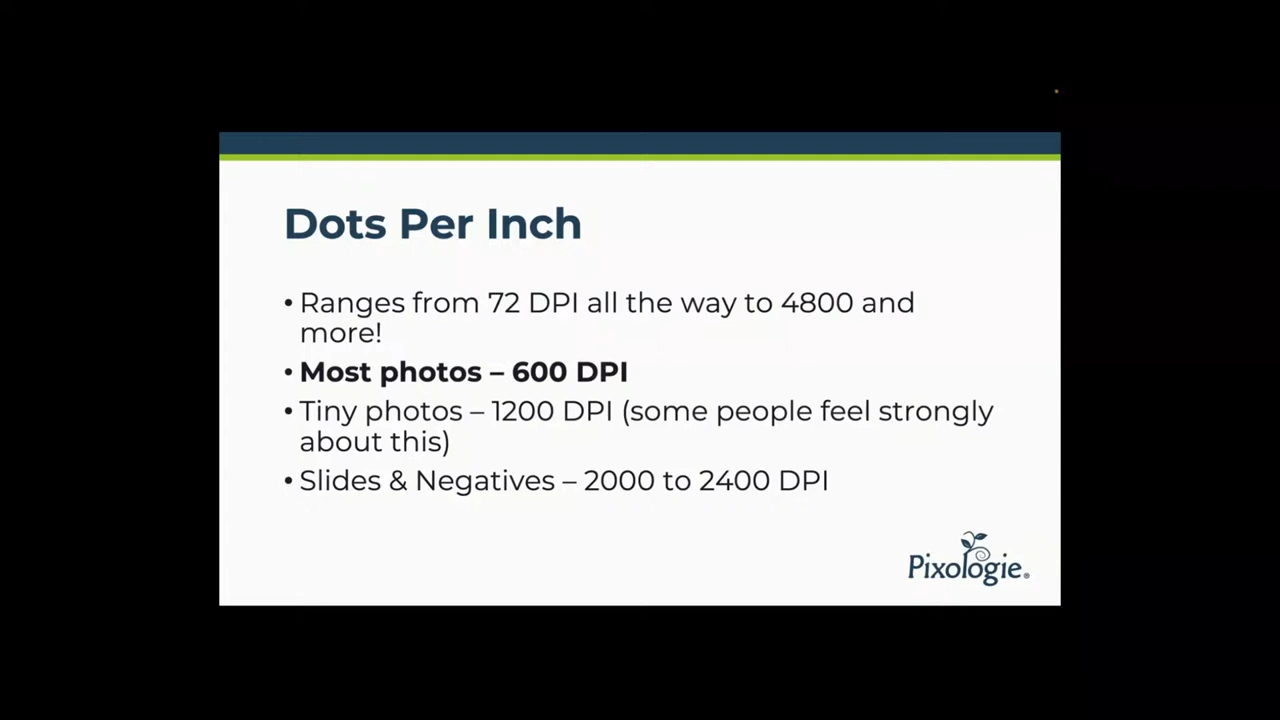 Dots Per Inch
• Ranges from 72 DPI all the way to 4800 and
more!
• Most photos – 600 DPI
• Tiny photos – 1200 DPI (some people feel strongly
about this)
• Slides & Negatives – 2000 to 2400 DPI
Pixologie®